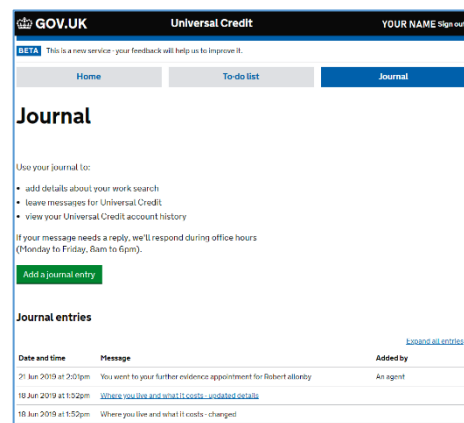 GOV.UK Universal Credit YOUR NAME Sign out
BETA This is a new service - your feedback will help us to improve it.
Home To-do list Journal
Journal
Use your journal to:
• add details about your work search
• leave messages for Universal Credit
• view your Universal Credit account history
If your message needs a reply, we'll respond during office hours
(Monday to Friday, 8am to 6pm).
Add a journal entry
Journal entries
Expand all entries
Date and time Message Added by
21 Jun 2019 at 2:01pm You went to your further evidence appointment for Robert allonby An agent
18 Jun 2019 at 1:52pm Where you live and what it costs - updated details
18 Jun 2019 at 1:52pm Where you live and what it costs - changed